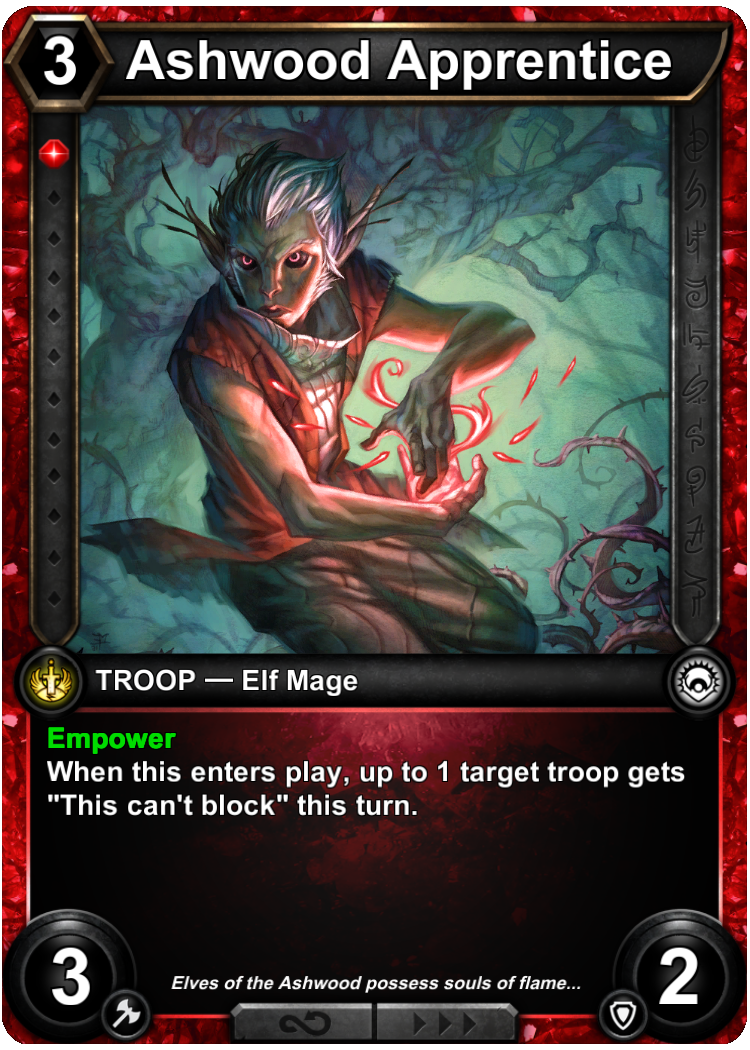 3 Ashwood Apprentice
TROOP — Elf Mage
Empower
When this enters play, up to 1 target troop gets
"This can't block" this turn.
3
Elves of the Ashwood possess souls of flame...
2